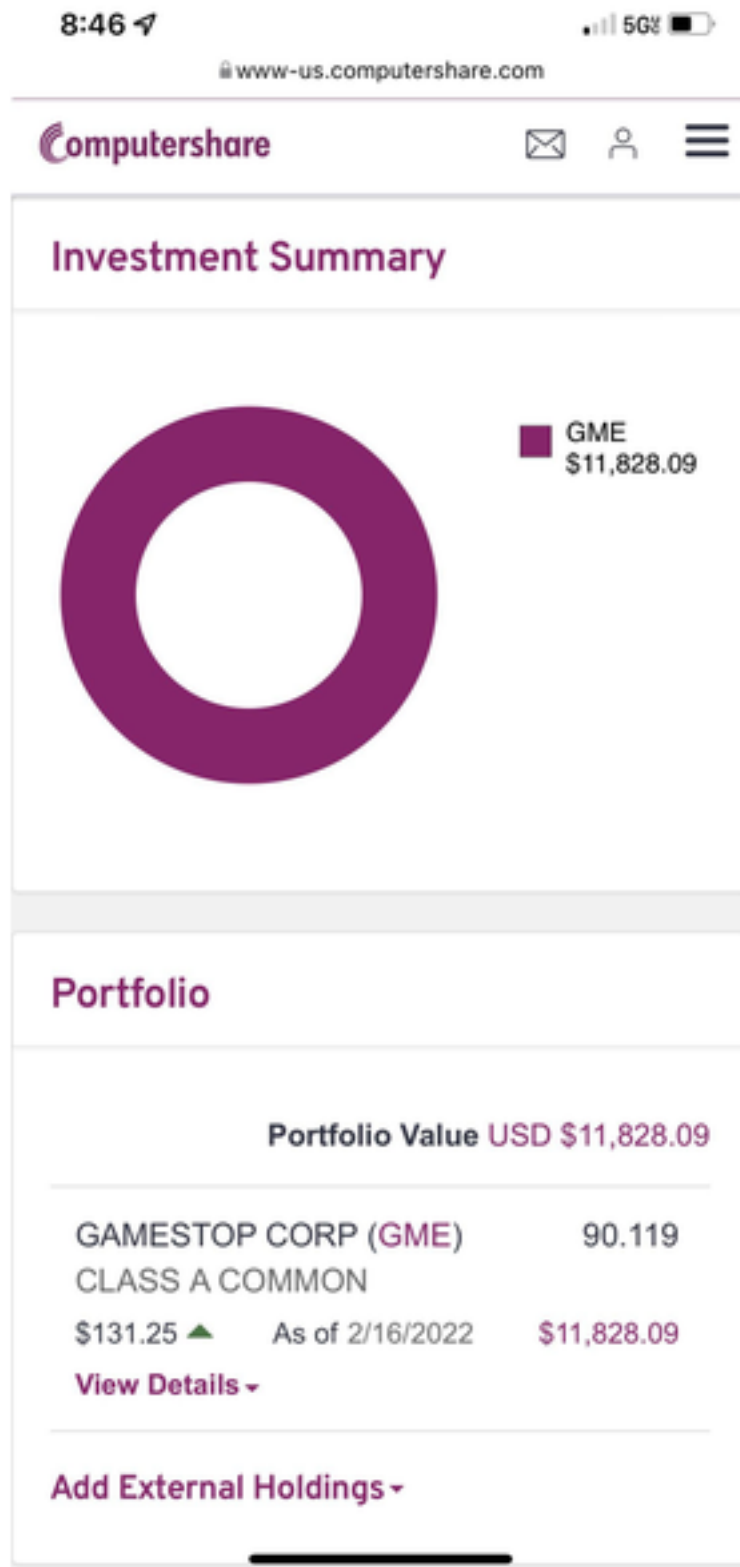 8:46
5G
www-us.computershare.com
Computershare
Investment Summary
GME
$11,828.09
Portfolio
Portfolio Value USD $11,828.09
GAMESTOP CORP (GME) 90.119
CLASS A COMMON
$131.25 As of 2/16/2022 $11,828.09
View Details
Add External Holdings